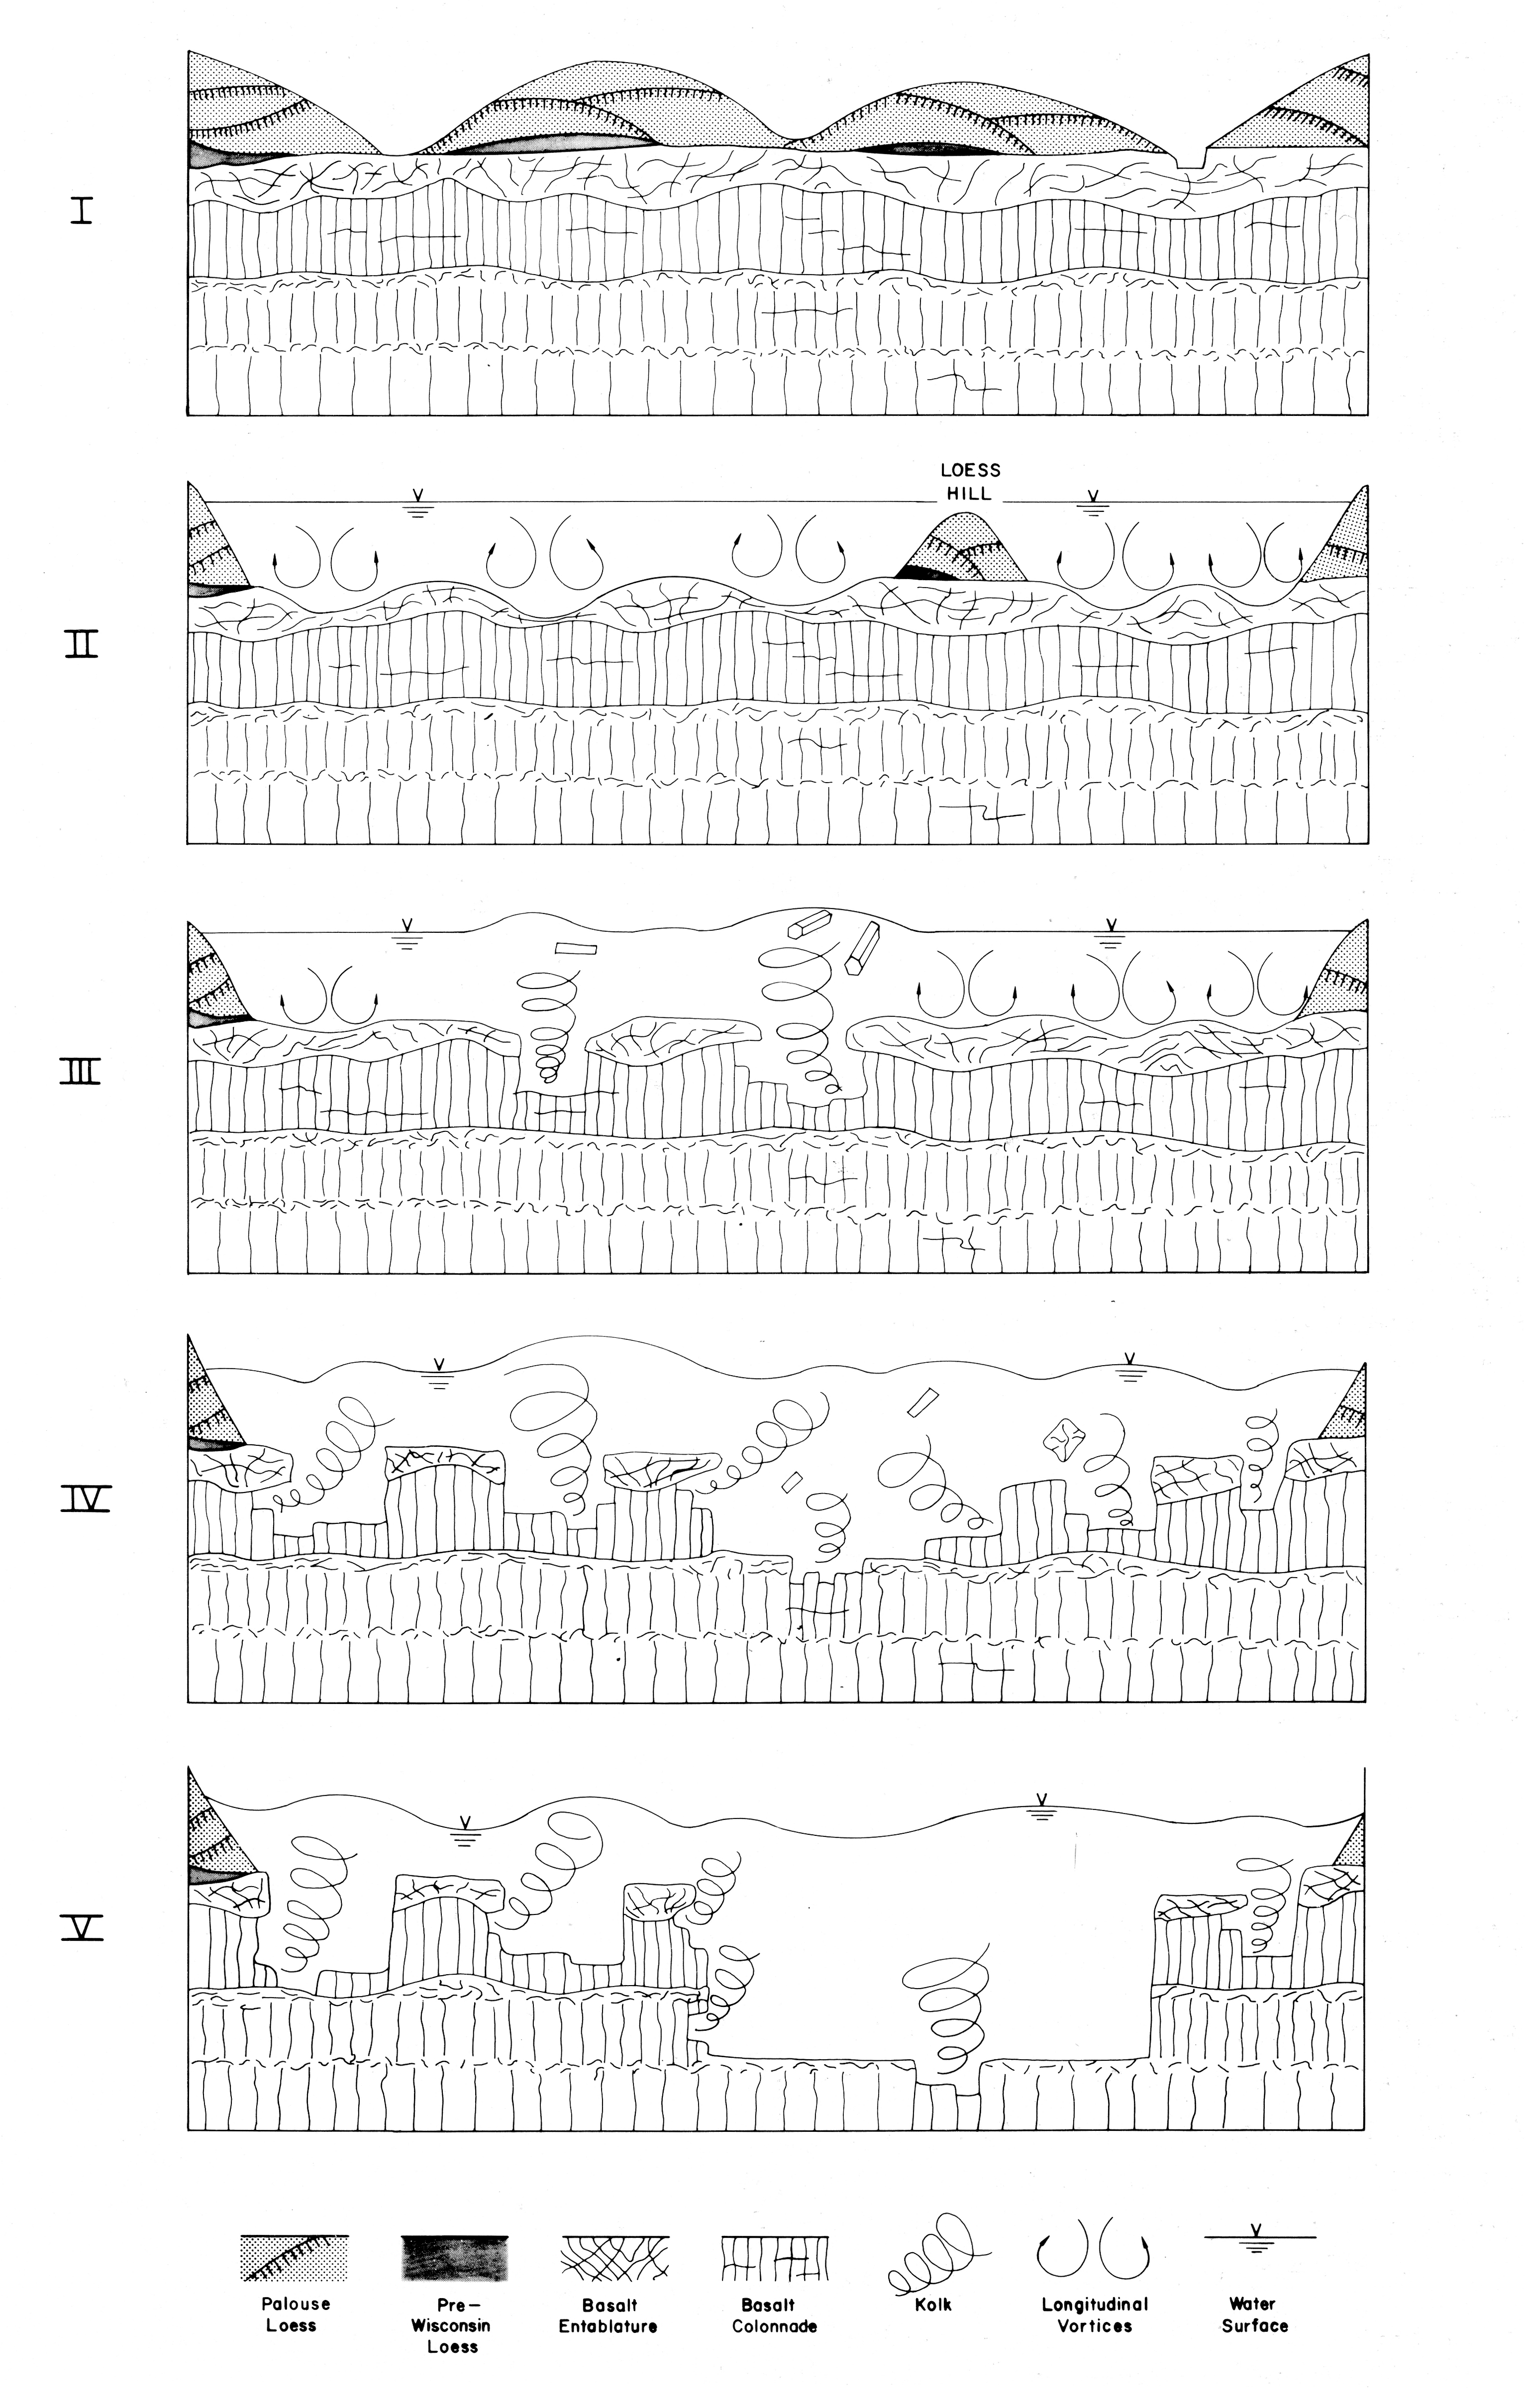 I
LOESS
HILL
II
III
IV
V
Palouse
Loess
Pre-
Wisconsin
Loess
Basalt
Entablature
Basalt
Colonnade
Kolk
Longitudinal
Vortices
Water
Surface